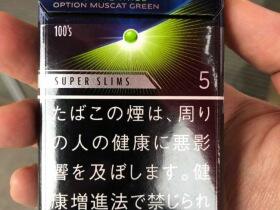 OPTION MUSCAT GREEN
100's
SUPER SLIMS 5
たばこの煙は、周り
の人の健康に悪影
響を及ぼします。健
康増進法で禁じられ